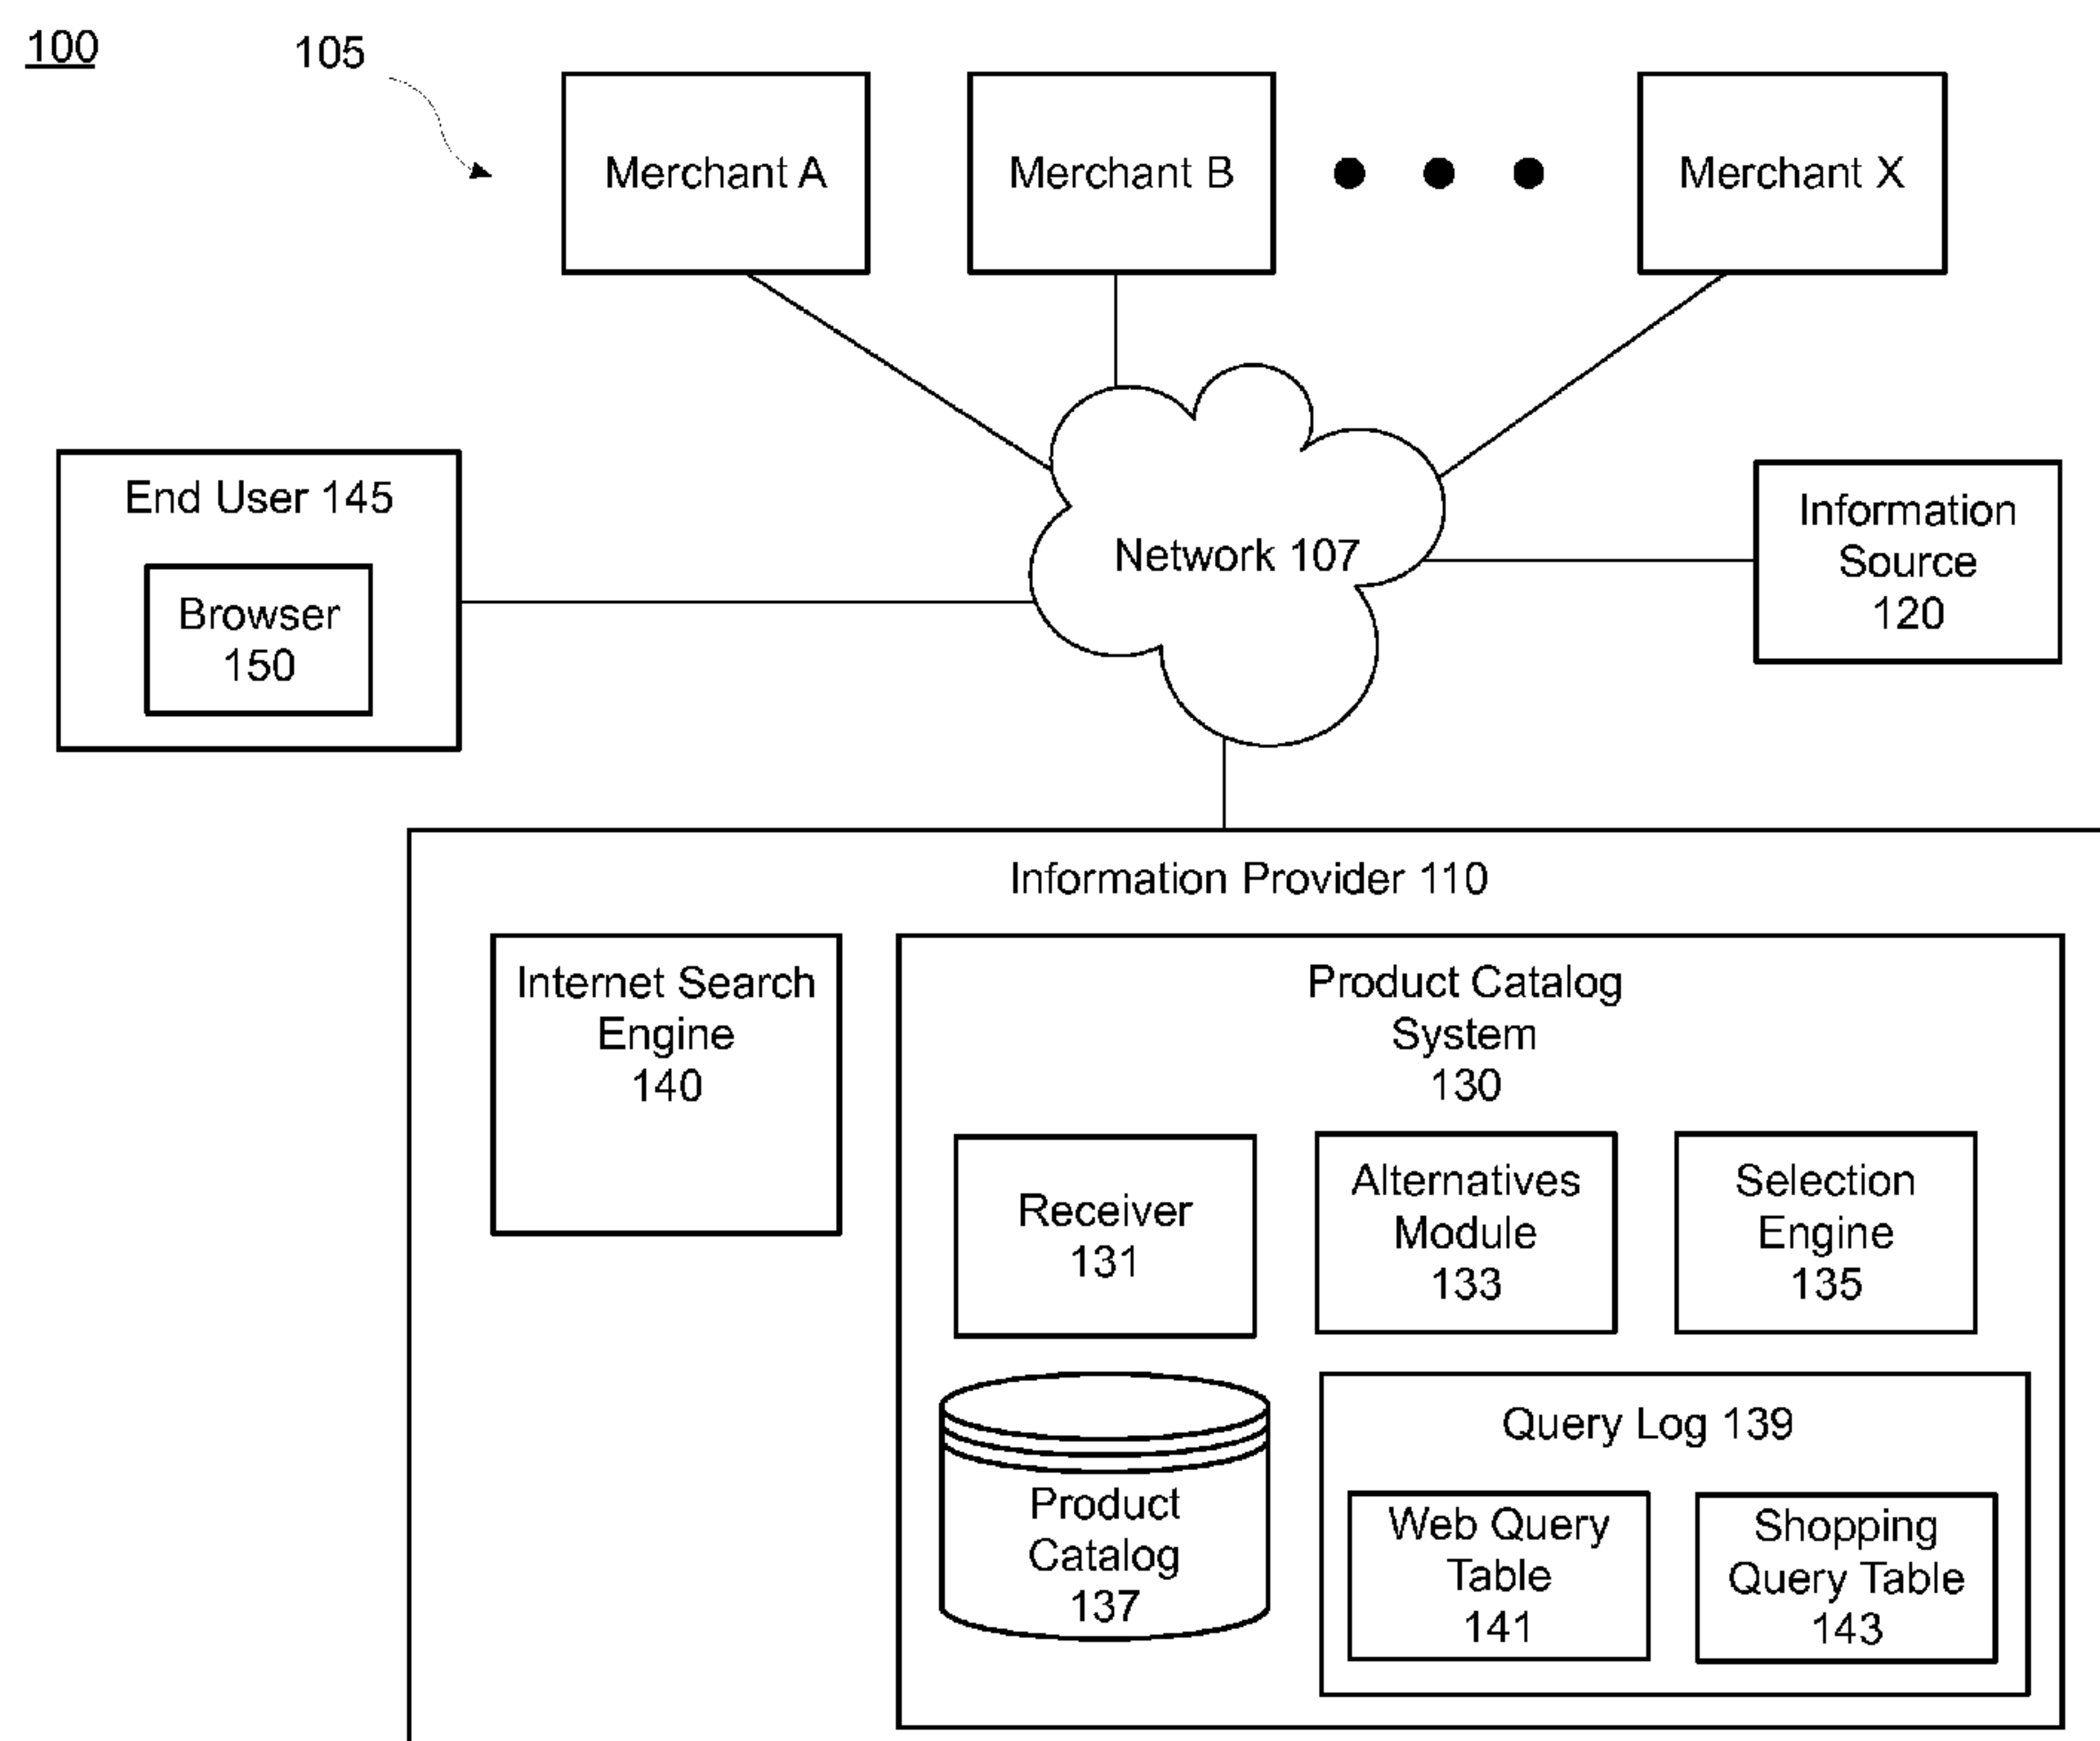 100
105
Merchant A
Merchant B
Merchant X
End User 145
Browser
150
Network 107
Information
Source
120
Information Provider 110
Internet Search
Engine
140
Product Catalog
System
130
Receiver
131
Alternatives
Module
133
Selection
Engine
135
Product
Catalog
137
Query Log 139
Web Query
Table
141
Shopping
Query Table
143